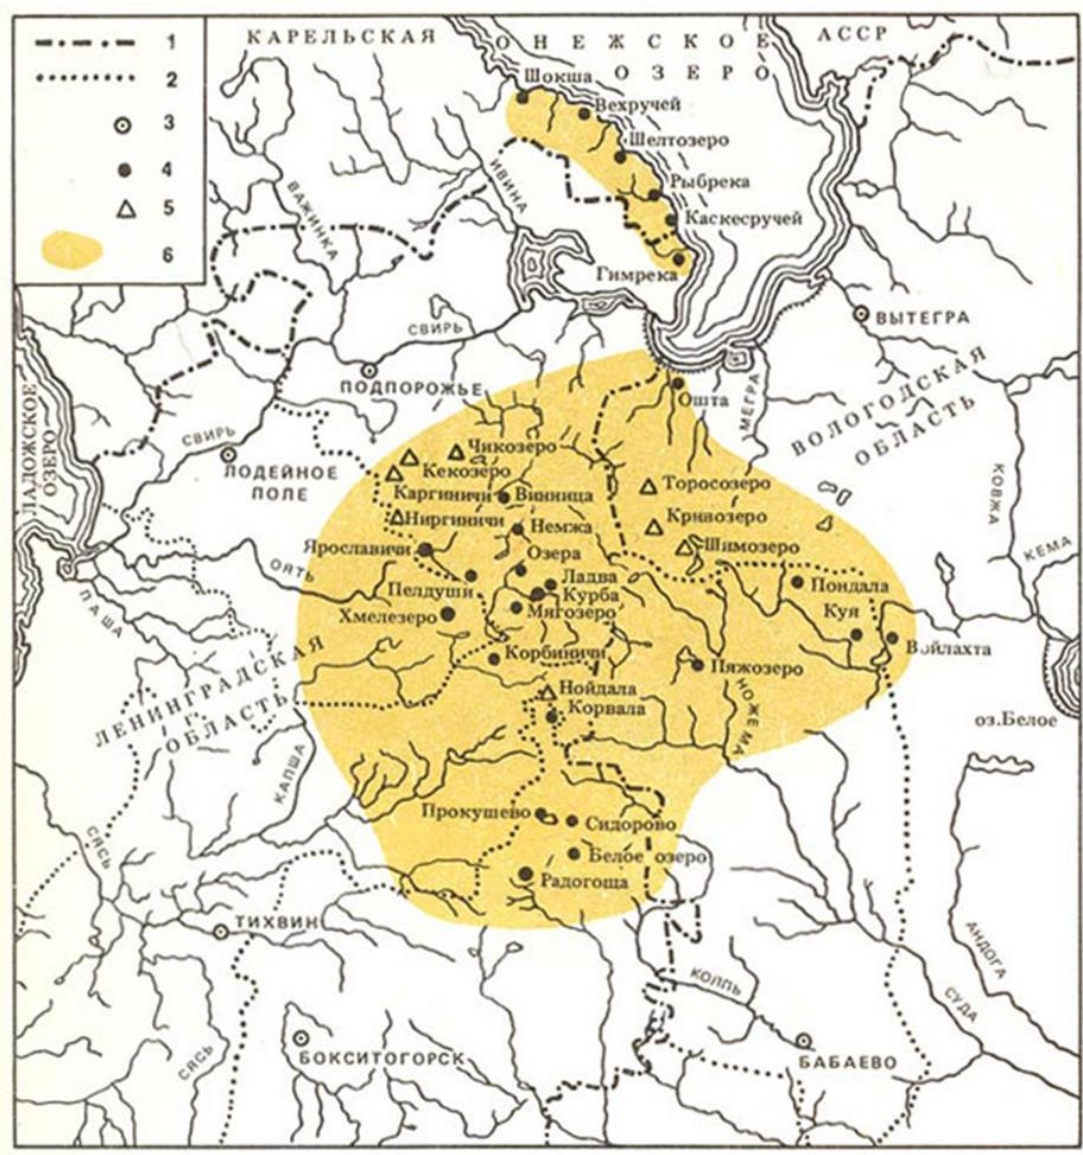 1
2
3
4
5
6
КАРЕЛЬСКАЯ
АССР
ОНЕЖСКОЕ
ОЗЕРО
Шокша
Вехручей
Шелтозеро
Рыбрека
Каскесручей
Гимрека
ИВИНА
ВАЖИНКА
СВИРЬ
ПОДПОРОЖЬЕ
ВЫТЕГРА
ВОЛОГОДСКАЯ
ОБЛАСТЬ
Ошта
МЕГРА
ЛАДОЖСКОЕ
ОЗЕРО
СВИРЬ
ЛОДЕЙНОЕ
ПОЛЕ
Чикозеро
Кекозеро
Каргиничи
Винница
Торосозеро
Ниргиничи
Немжа
Кривозеро
Ярославичи
Озера
Шимозеро
КОВЖА
КЕМА
ОЯТЬ
Пелдуши
Ладва
Курба
Пондала
Хмелезеро
Мягозеро
Куя
Войлахта
ПАША
Корбиничи
Пяжозеро
ЛЕНИНГРАДСКАЯ
ОБЛАСТЬ
Нойдала
Корвала
НОЖЕМА
оз.Белое
КАПША
Прокушево
Сидорово
СЯСЬ
Белое озеро
Радогоща
ТИХВИН
АНДОГА
КОЛПЬ
СУДА
СЯСЬ
БОКСИТОГОРСК
БАБАЕВО